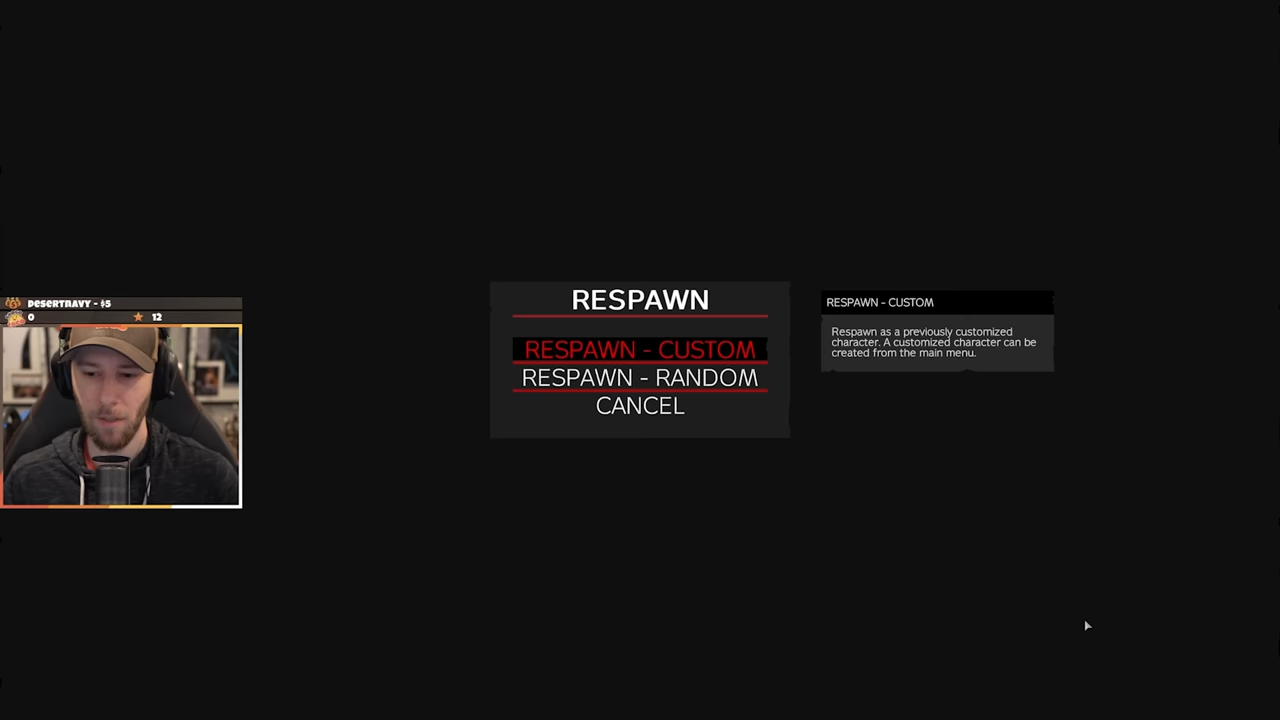 DESERTNAVY - $5
0 12
RESPAWN
RESPAWN - CUSTOM
RESPAWN - RANDOM
CANCEL
RESPAWN - CUSTOM
Respawn as a previously customized
character. A customized character can be
created from the main menu.